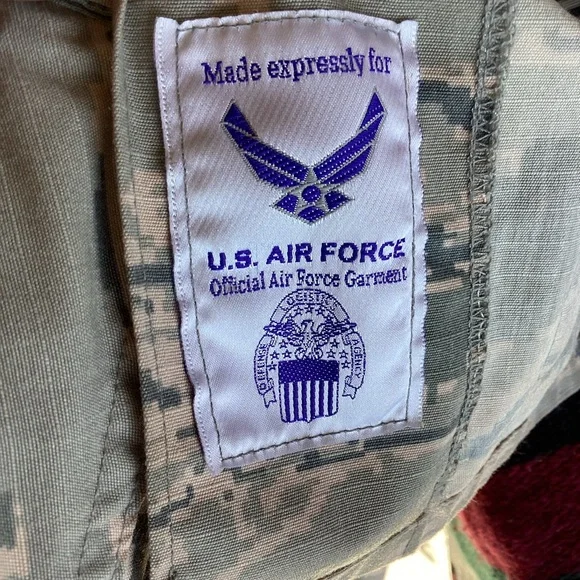 Made expressly for
U.S. AIR FORCE
Official Air Force Garment
DEFENSE LOGISTICS AGENCY